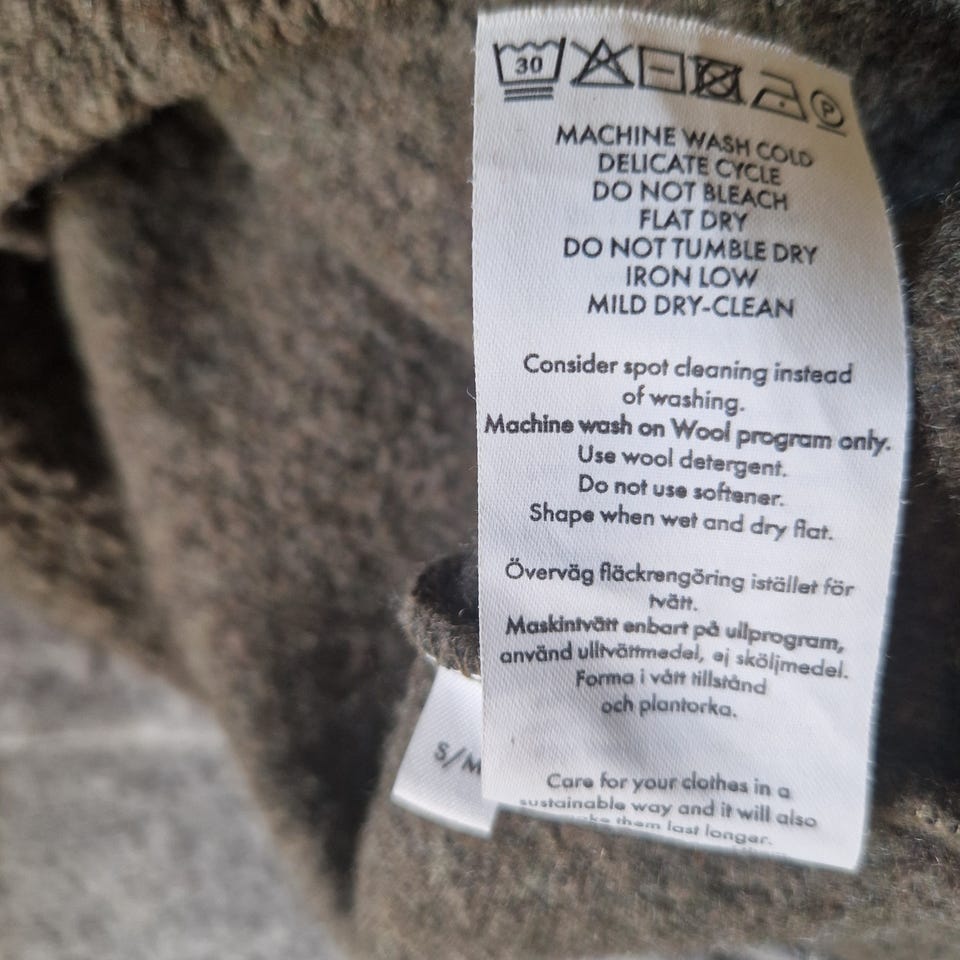 30
P
MACHINE WASH COLD
DELICATE CYCLE
DO NOT BLEACH
FLAT DRY
DO NOT TUMBLE DRY
IRON LOW
MILD DRY-CLEAN
Consider spot cleaning instead
of washing.
Machine wash on Wool program only.
Use wool detergent.
Do not use softener.
Shape when wet and dry flat.
Överväg fläckrengöring istället för
tvätt.
Maskintvätt enbart på ullprogram,
använd ulltvättmedel, ej sköljmedel.
Forma i vått tillstånd
och plantorka.
S/M
Care for your clothes in a
sustainable way and it will also
them last longer.